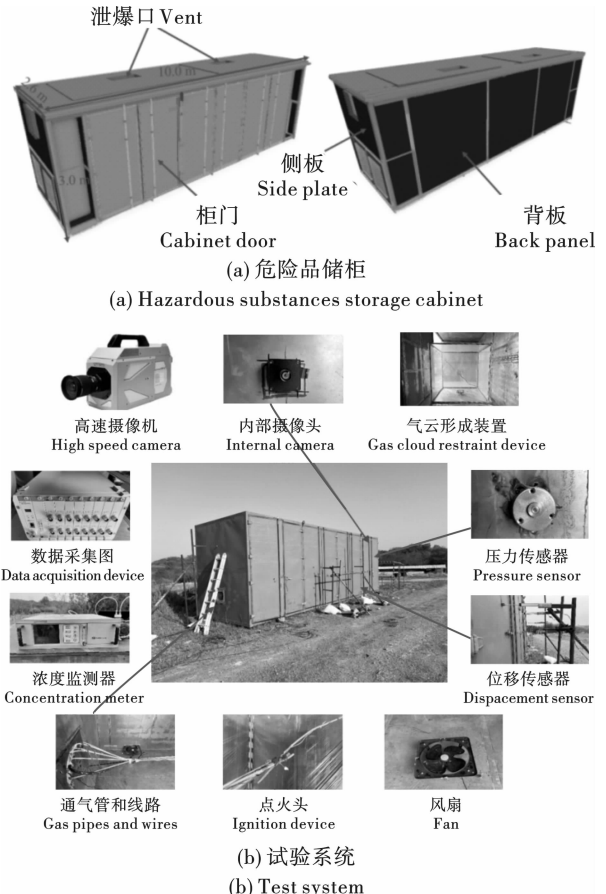 泄爆口 Vent
10.0 m
2.6 m
3.0 m
侧板
Side plate
柜门
Cabinet door
背板
Back panel
(a) 危险品储柜
(a) Hazardous substances storage cabinet
高速摄像机
High speed camera
内部摄像头
Internal camera
气云形成装置
Gas cloud restraint device
数据采集图
Data acquisition device
压力传感器
Pressure sensor
浓度监测器
Concentration meter
位移传感器
Dispacement sensor
通气管和线路
Gas pipes and wires
点火头
Ignition device
风扇
Fan
(b) 试验系统
(b) Test system